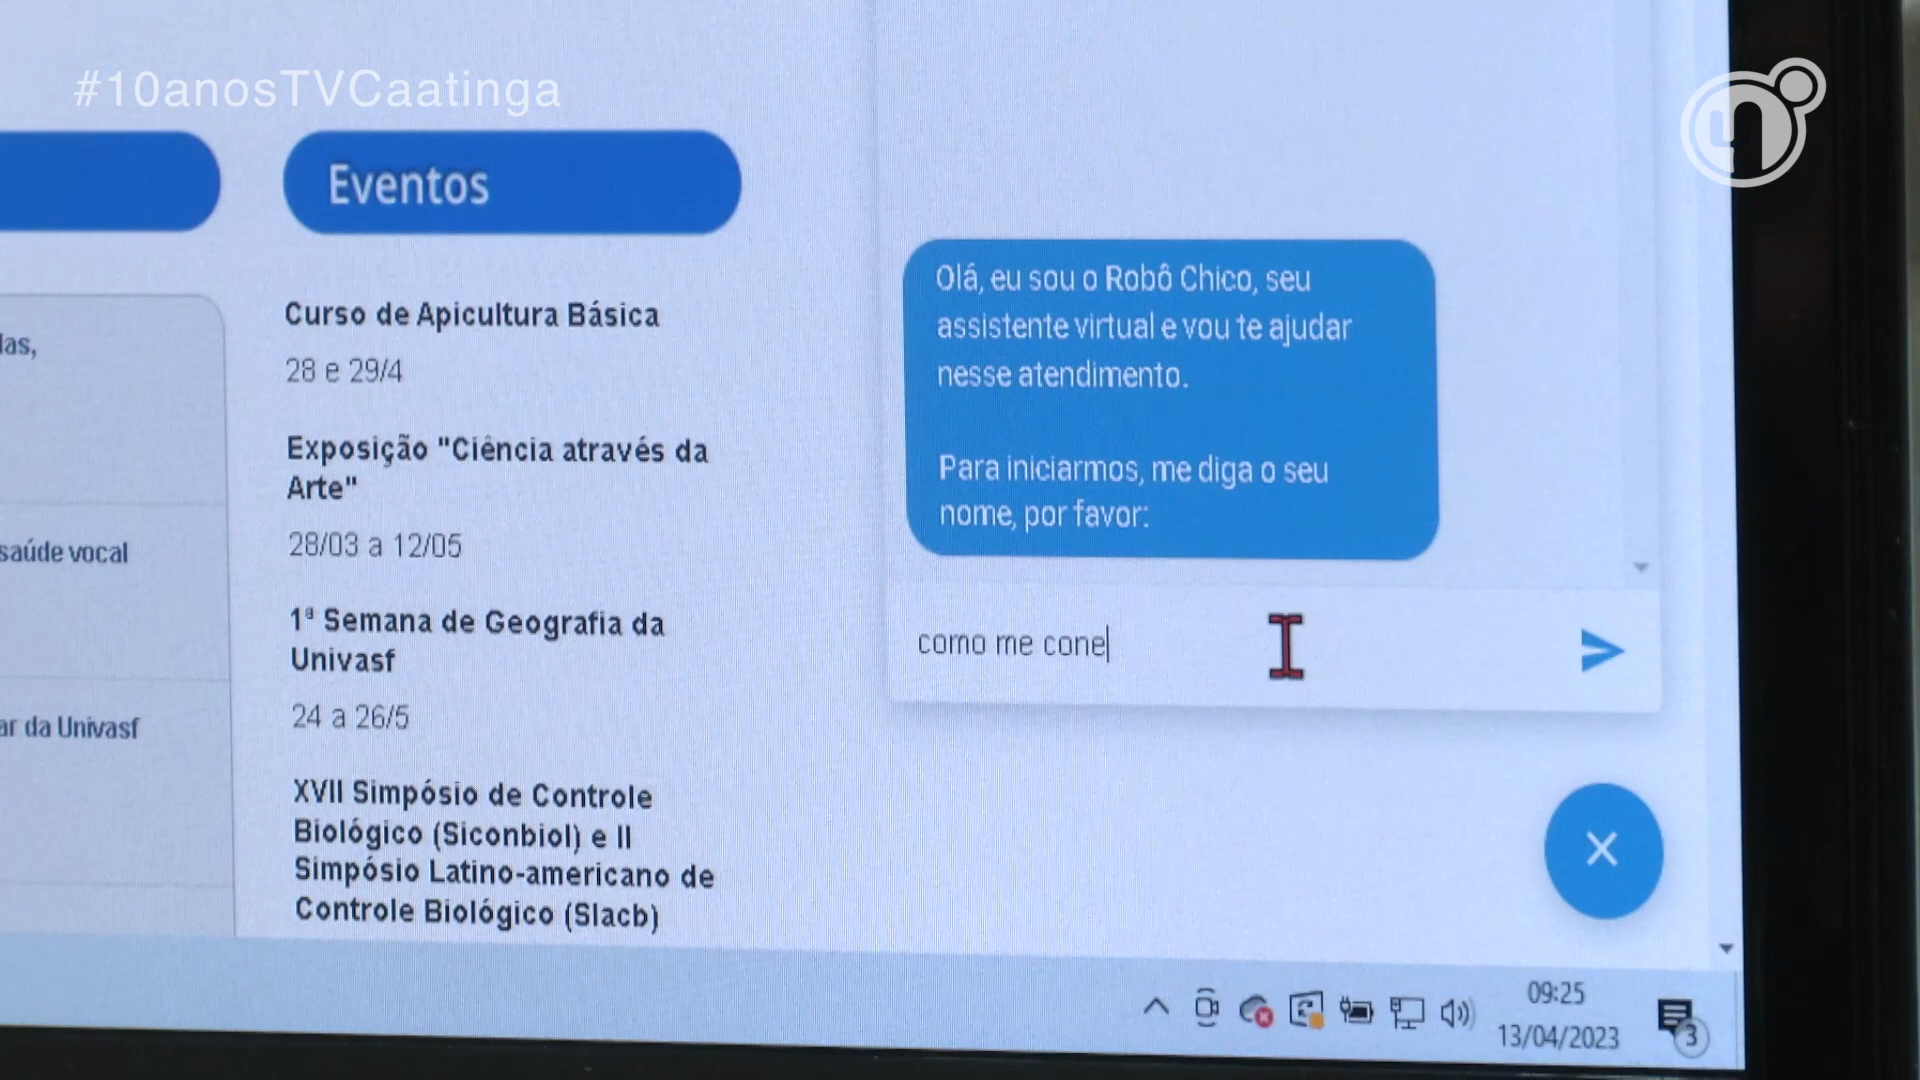 #10anosTVCaatinga
Eventos
las,
saúde vocal
ar da Univasf
Curso de Apicultura Básica
28 e 29/4
Exposição "Ciência através da
Arte"
28/03 a 12/05
1ª Semana de Geografia da
Univasf
24 a 26/5
XVII Simpósio de Controle
Biológico (Siconbiol) e II
Simpósio Latino-americano de
Controle Biológico (Slacb)
Olá, eu sou o Robô Chico, seu
assistente virtual e vou te ajudar
nesse atendimento.
Para iniciarmos, me diga o seu
nome, por favor:
como me cone
09:25
13/04/2023
3